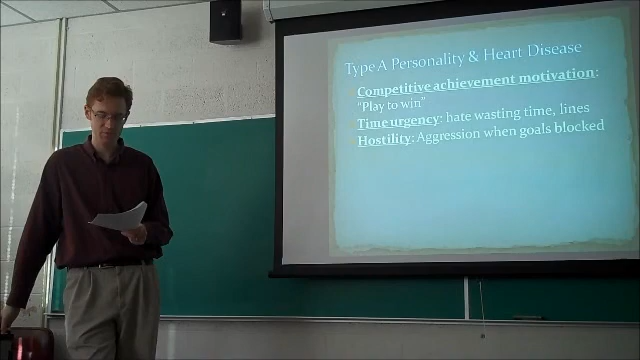 Type A Personality & Heart Disease
Competitive achievement motivation:
"Play to win"
Time urgency: hate wasting time, lines
Hostility: Aggression when goals blocked